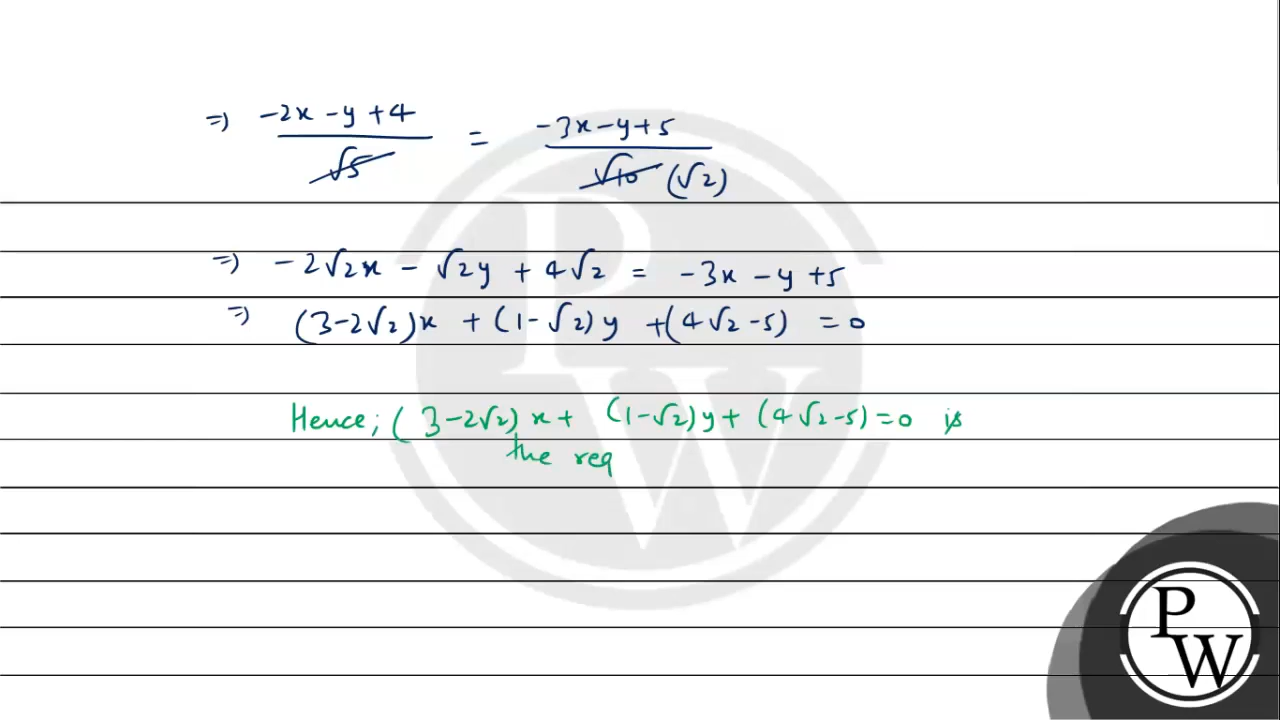 ⇒ -2x - y + 4 / √5 = -3x - y + 5 / √10 (√2)
⇒ -2√2x - √2y + 4√2 = -3x - y + 5
⇒ (3-2√2)x + (1-√2)y + (4√2-5) = 0
Hence; (3-2√2)x + (1-√2)y + (4√2-5) = 0 is
the req
P
W
P
W